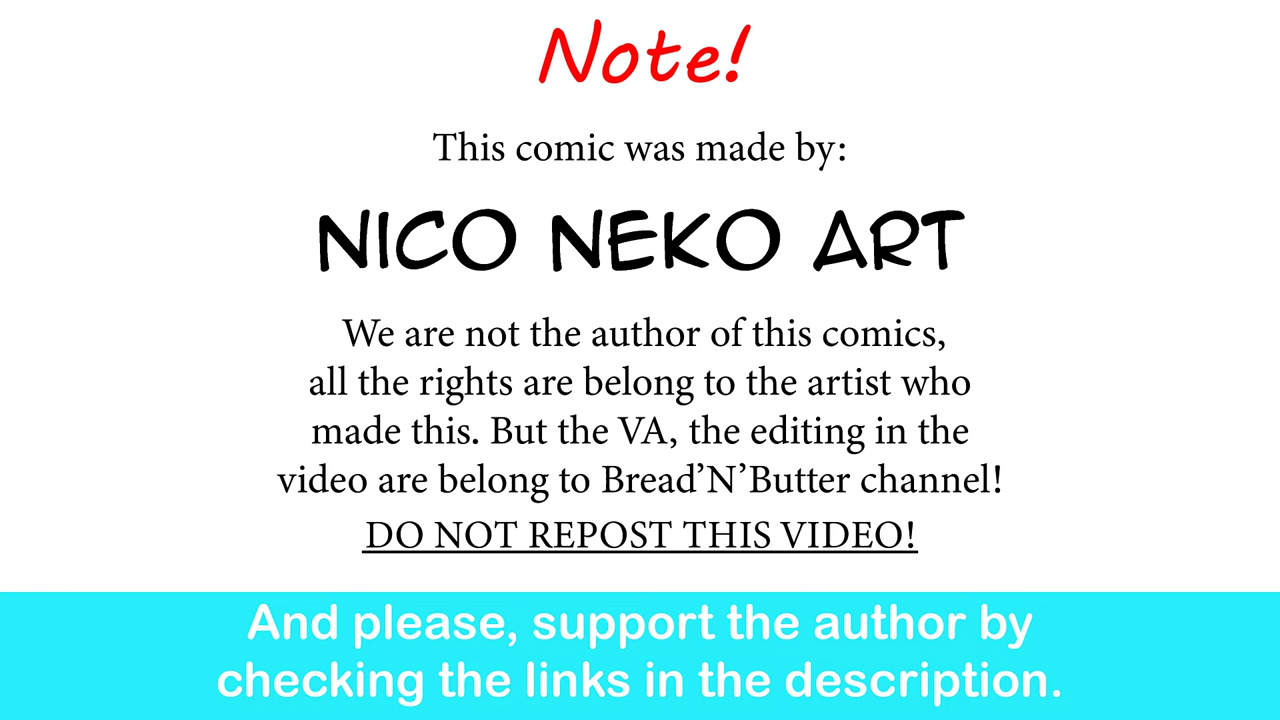 Note!
This comic was made by:
NICO NEKO ART
We are not the author of this comics,
all the rights are belong to the artist who
made this. But the VA, the editing in the
video are belong to Bread’N’Butter channel!
DO NOT REPOST THIS VIDEO!
And please, support the author by
checking the links in the description.